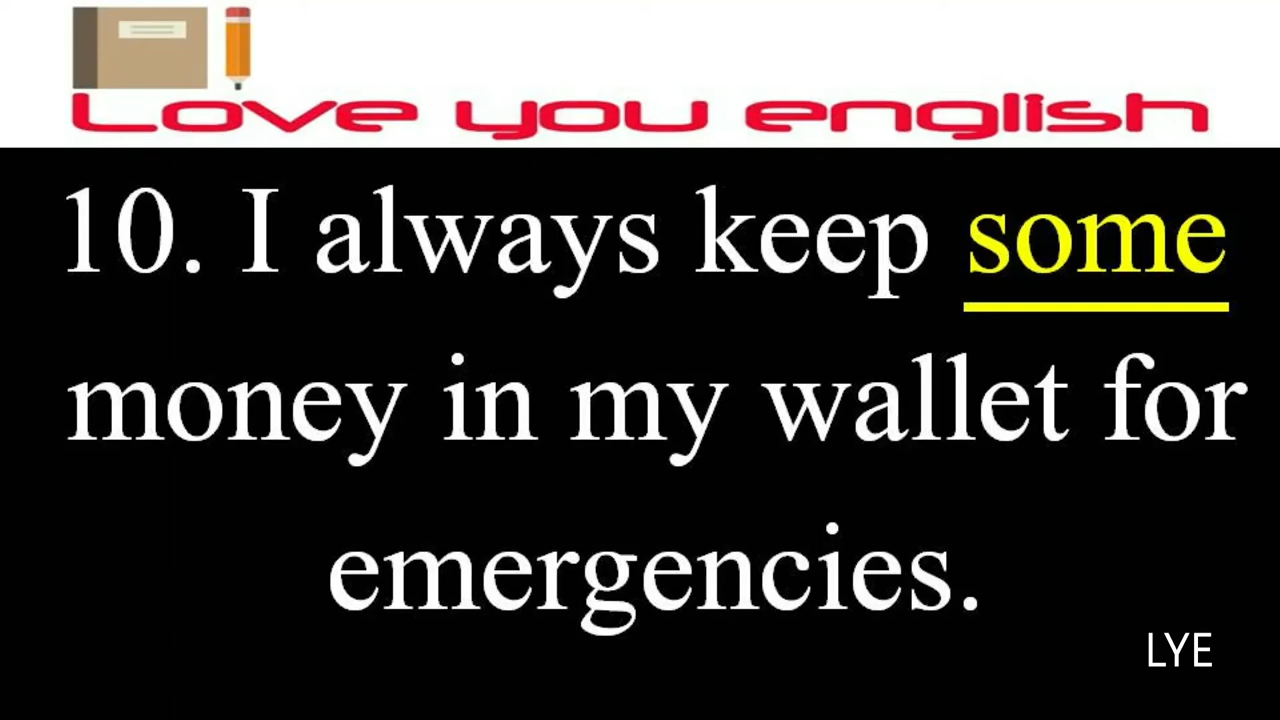 Love you english
10. I always keep some
money in my wallet for
emergencies.
LYE